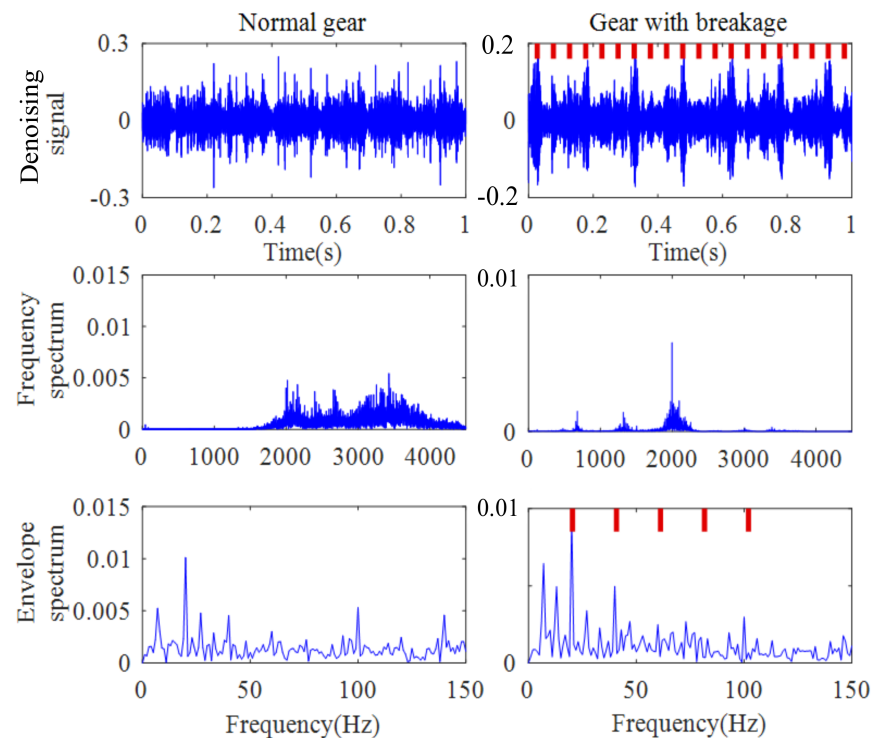 Normal gear
Gear with breakage
Denoising
signal
0.3
0
-0.3
0 0.2 0.4 0.6 0.8 1
Time(s)
0.2
0
-0.2
0 0.2 0.4 0.6 0.8 1
Time(s)
Frequency
spectrum
0.015
0.01
0.005
0
0 1000 2000 3000 4000
0.01
0
0 1000 2000 3000 4000
Envelope
spectrum
0.015
0.01
0.005
0
0 50 100 150
Frequency(Hz)
0.01
0
0 50 100 150
Frequency(Hz)